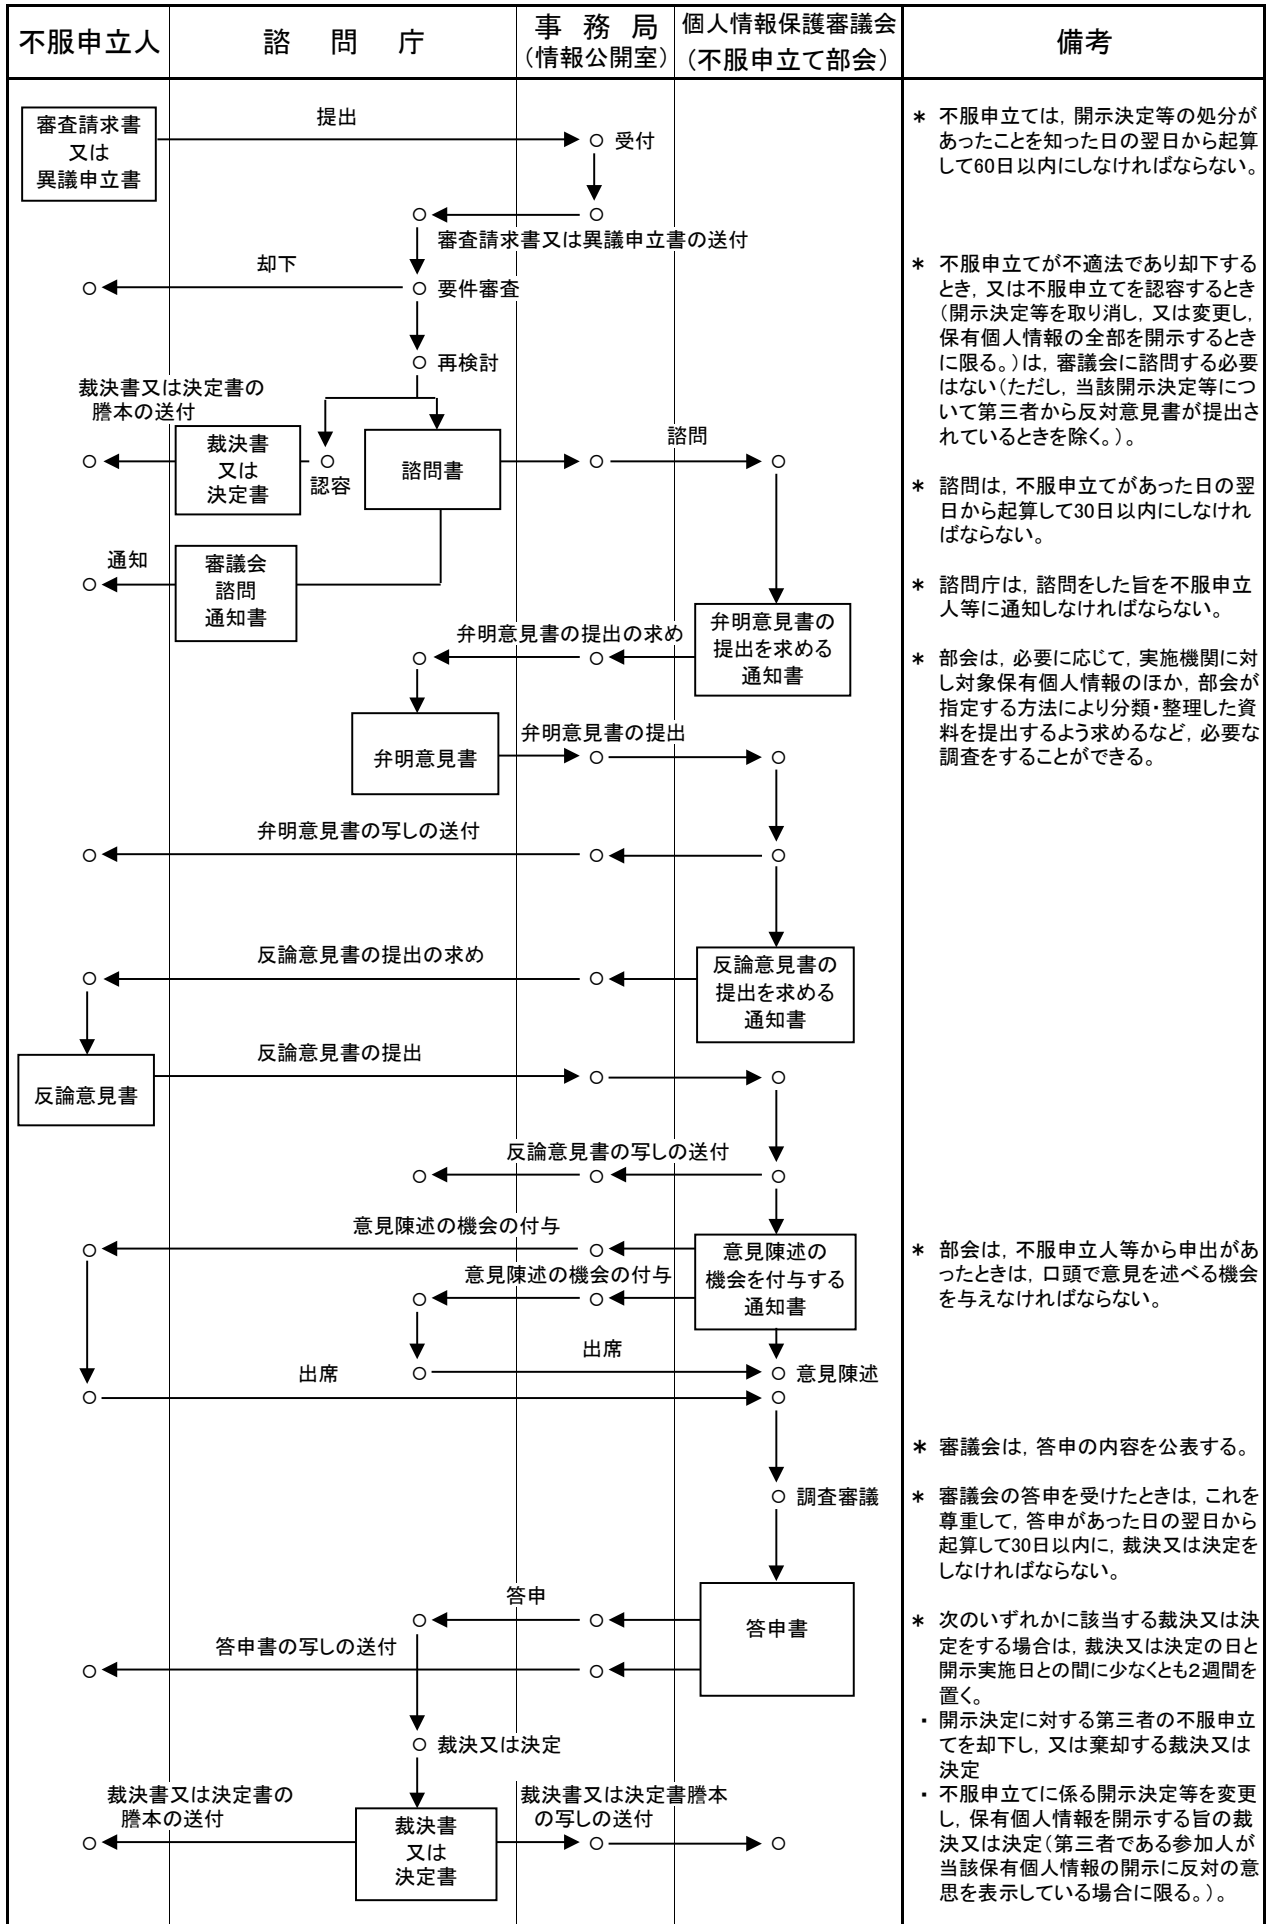 不服申立人
諮問庁
事務局
（情報公開室）
個人情報保護審議会
（不服申立て部会）
備考
審査請求書
又は
異議申立書
提出
受付
審査請求書又は異議申立書の送付
却下
要件審査
再検討
裁決書又は決定書の
謄本の送付
裁決書
又は
決定書
認容
諮問書
諮問
通知
審議会
諮問
通知書
弁明意見書の提出の求め
弁明意見書の
提出を求める
通知書
弁明意見書
弁明意見書の提出
弁明意見書の写しの送付
反論意見書の提出の求め
反論意見書の
提出を求める
通知書
反論意見書
反論意見書の提出
反論意見書の写しの送付
意見陳述の機会の付与
意見陳述の機会の付与
意見陳述の
機会を付与する
通知書
出席
出席
意見陳述
調査審議
答申
答申書
答申書の写しの送付
裁決又は決定
裁決書又は決定書の
謄本の送付
裁決書
又は
決定書
裁決書又は決定書謄本
の写しの送付
＊ 不服申立ては，開示決定等の処分が
あったことを知った日の翌日から起算
して60日以内にしなければならない。
＊ 不服申立てが不適法であり却下する
とき，又は不服申立てを認容するとき
（開示決定等を取り消し，又は変更し，
保有個人情報の全部を開示するとき
に限る。）は，審議会に諮問する必要
はない（ただし，当該開示決定等につ
いて第三者から反対意見書が提出さ
れているときを除く。）。
＊ 諮問は，不服申立てがあった日の翌
日から起算して30日以内にしなけれ
ばならない。
＊ 諮問庁は，諮問をした旨を不服申立
人等に通知しなければならない。
＊ 部会は，必要に応じて，実施機関に対
し対象保有個人情報のほか，部会が
指定する方法により分類・整理した資
料を提出するよう求めるなど，必要な
調査をすることができる。
＊ 部会は，不服申立人等から申出があ
ったときは，口頭で意見を述べる機会
を与えなければならない。
＊ 審議会は，答申の内容を公表する。
＊ 審議会の答申を受けたときは，これを
尊重して，答申があった日の翌日から
起算して30日以内に，裁決又は決定を
しなければならない。
＊ 次のいずれかに該当する裁決又は決
定をする場合は，裁決又は決定の日と
開示実施日との間に少なくとも２週間を
置く。
・ 開示決定に対する第三者の不服申立
てを却下し，又は棄却する裁決又は
決定
・ 不服申立てに係る開示決定等を変更
し，保有個人情報を開示する旨の裁
決又は決定（第三者である参加人が
当該保有個人情報の開示に反対の意
思を表示している場合に限る。）。